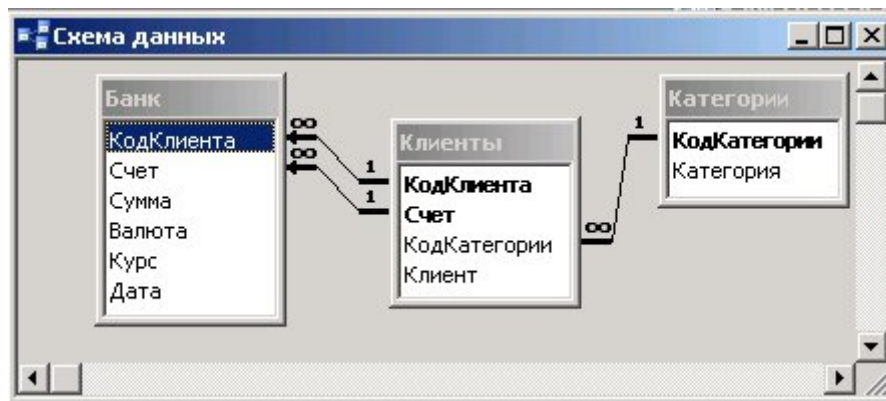 Схема данных
Банк
КодКлиента
Счет
Сумма
Валюта
Курс
Дата
∞
∞
1
1
Клиенты
КодКлиента
Счет
КодКатегории
Клиент
∞
1
Категории
КодКатегории
Категория